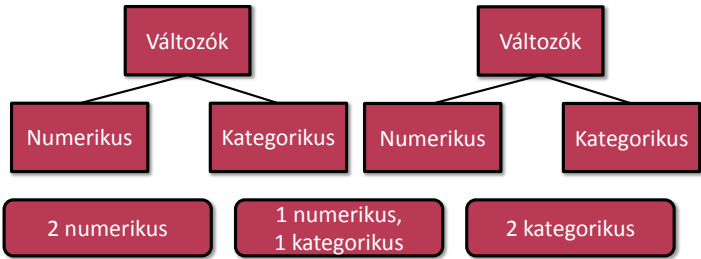 Változók
Változók
Numerikus
Kategorikus
Numerikus
Kategorikus
2 numerikus
1 numerikus,
1 kategorikus
2 kategorikus